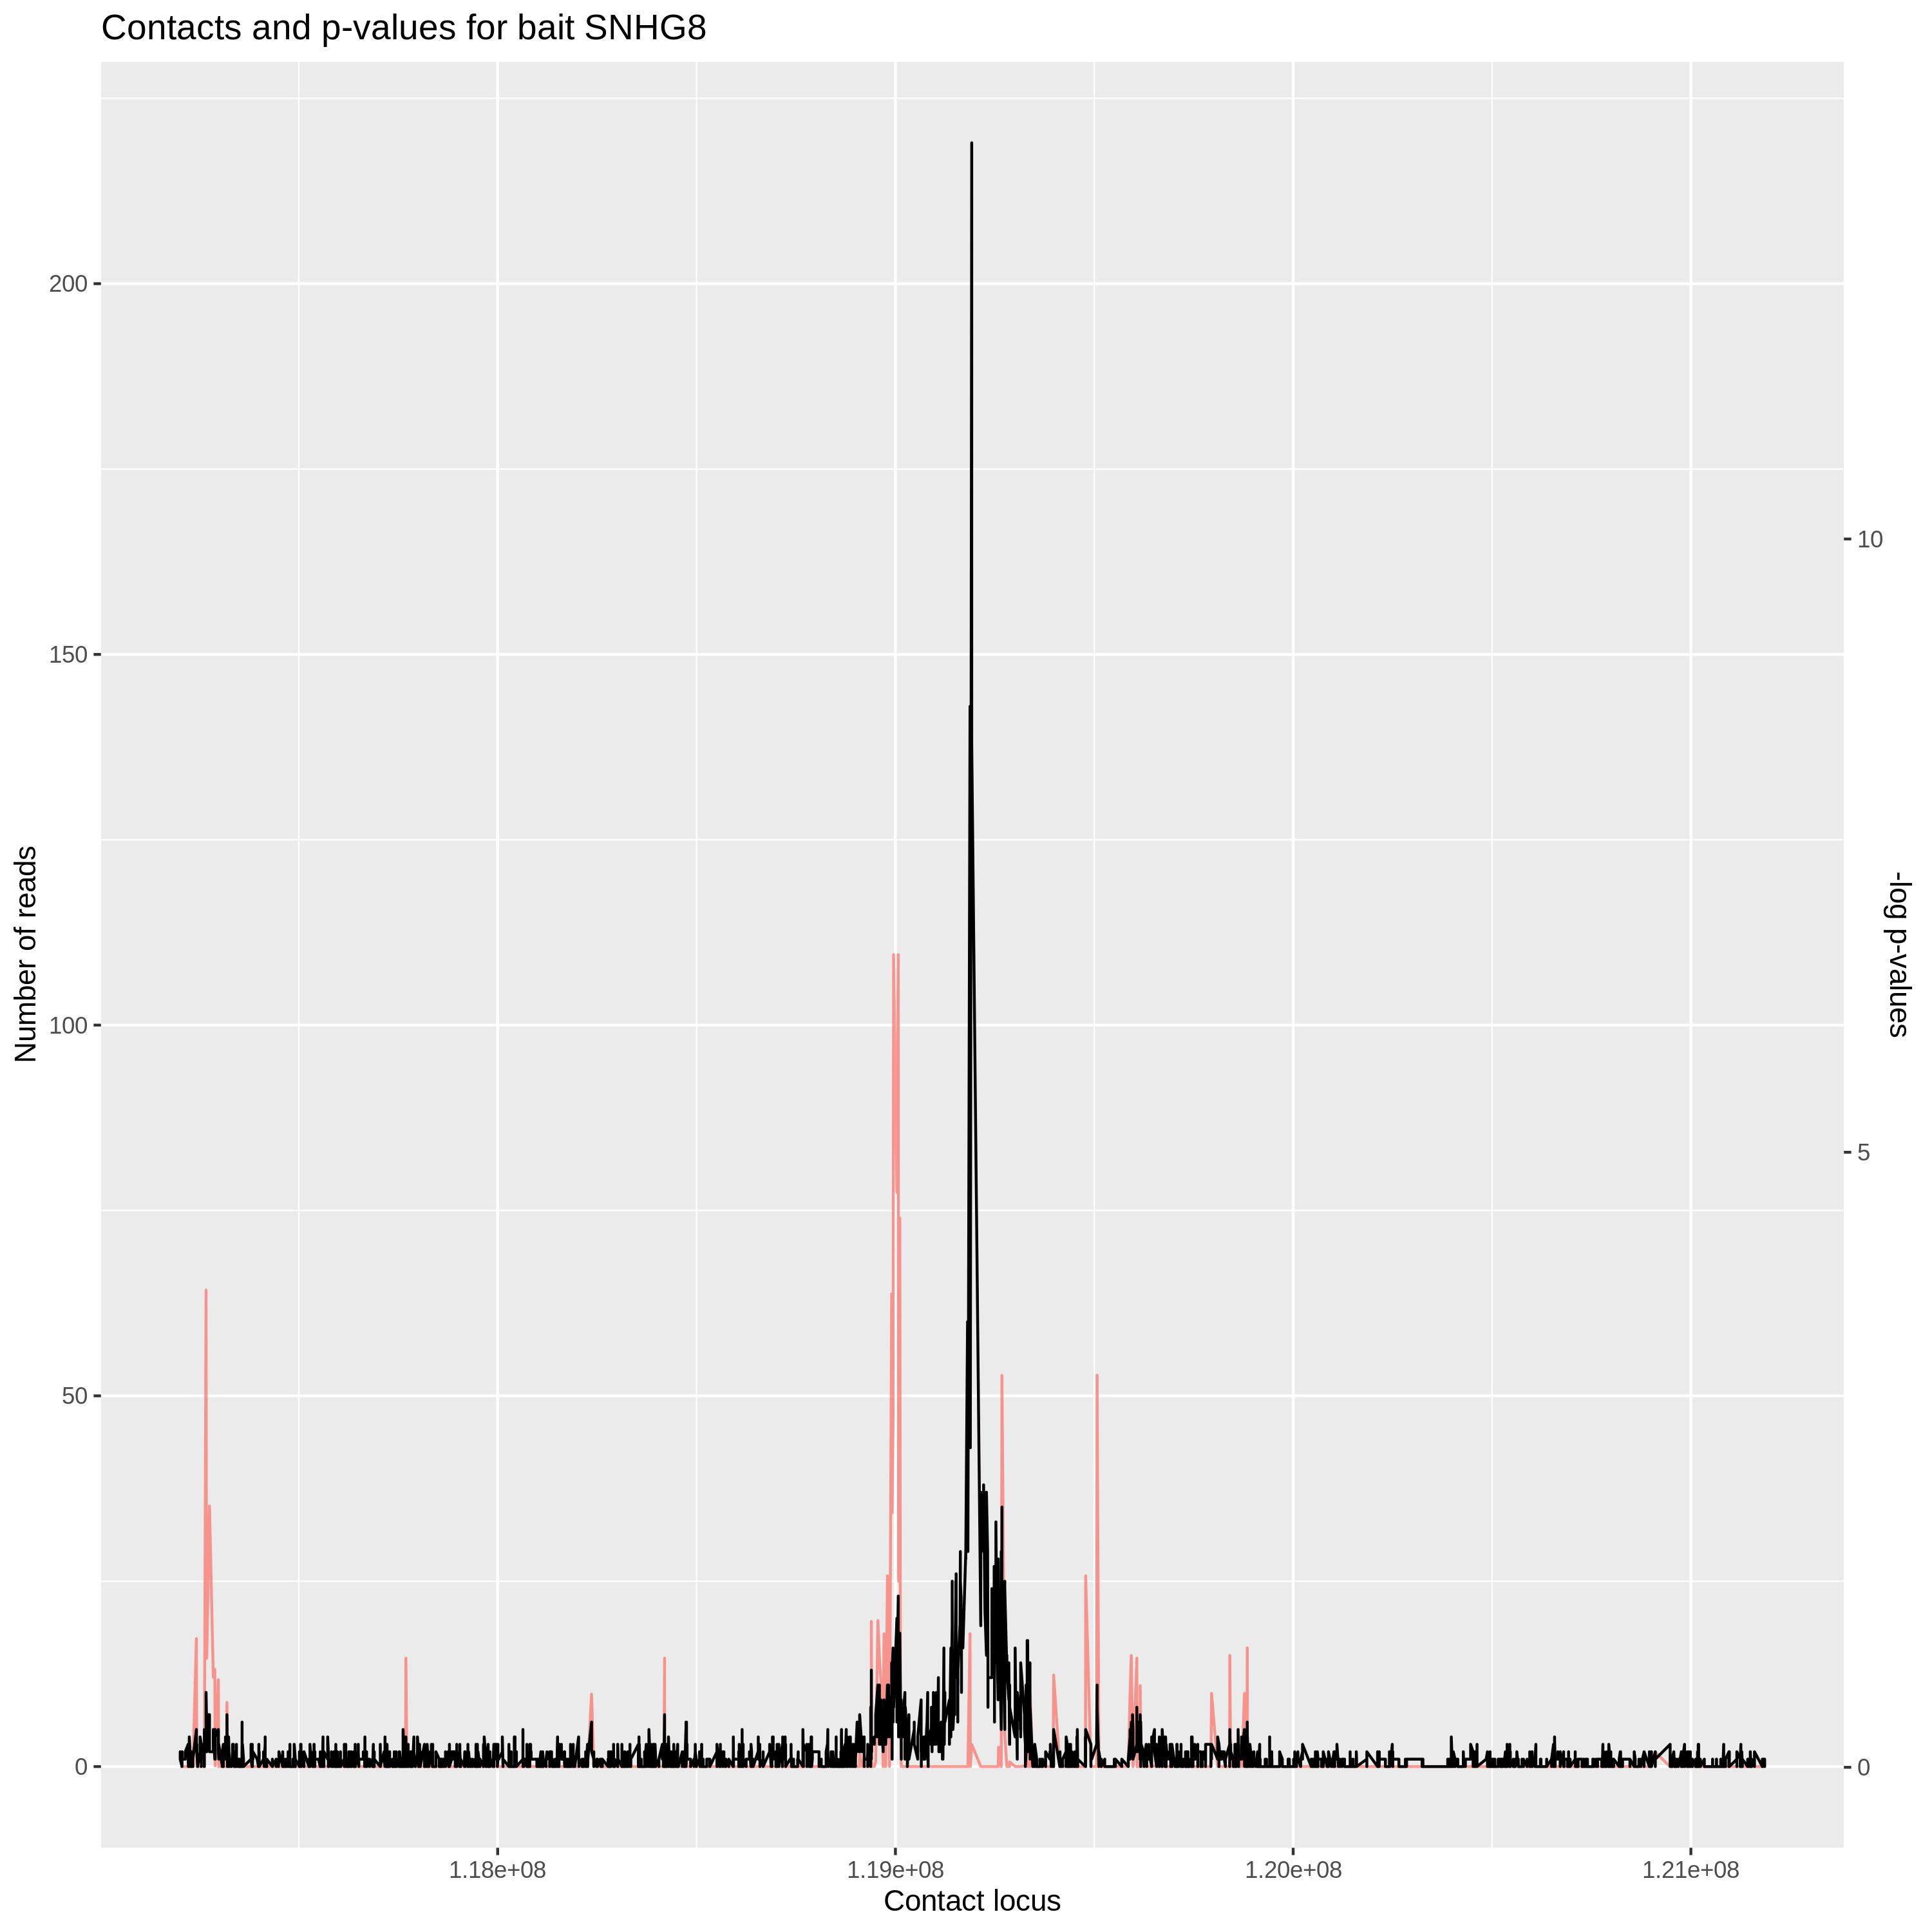 Contacts and p-values for bait SNHG8
200
150
100
50
0
Number of reads
10
5
0
-log p-values
1.18e+08 1.19e+08 1.20e+08 1.21e+08
Contact locus